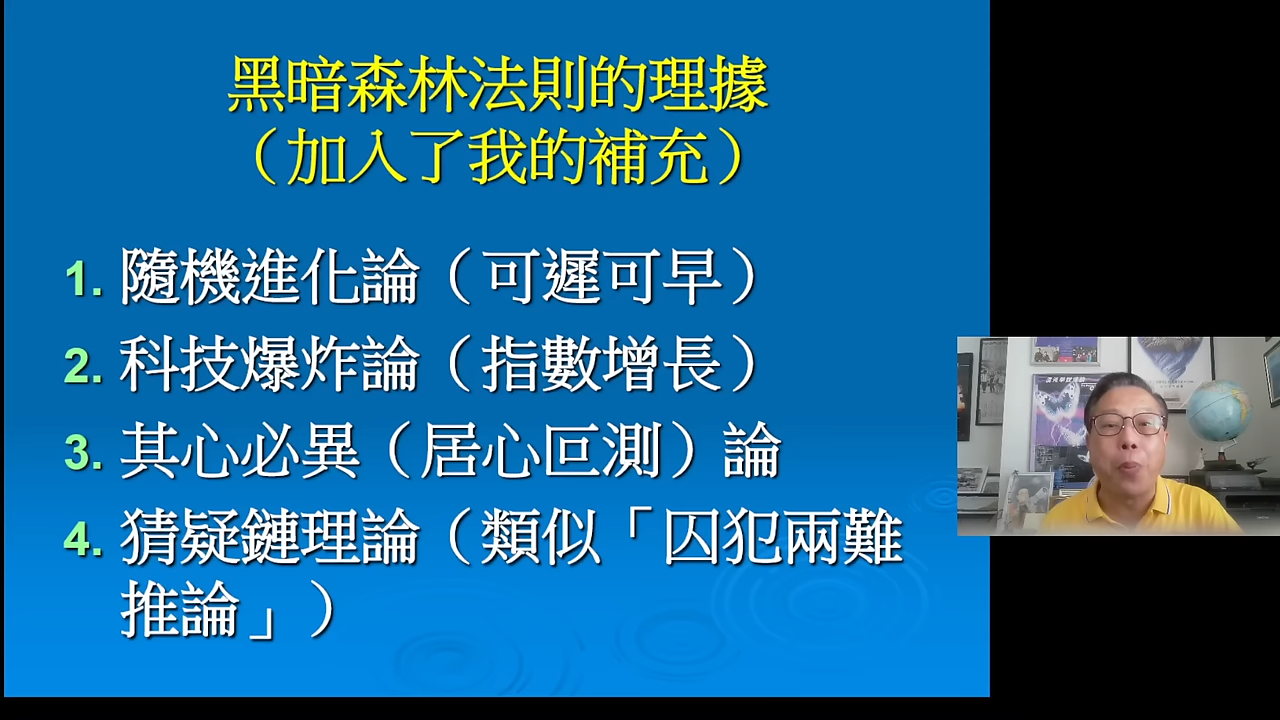 黑暗森林法則的理據
（加入了我的補充）
1. 隨機進化論（可遲可早）
2. 科技爆炸論（指數增長）
3. 其心必異（居心叵測）論
4. 猜疑鏈理論（類似「囚犯兩難
推論」）